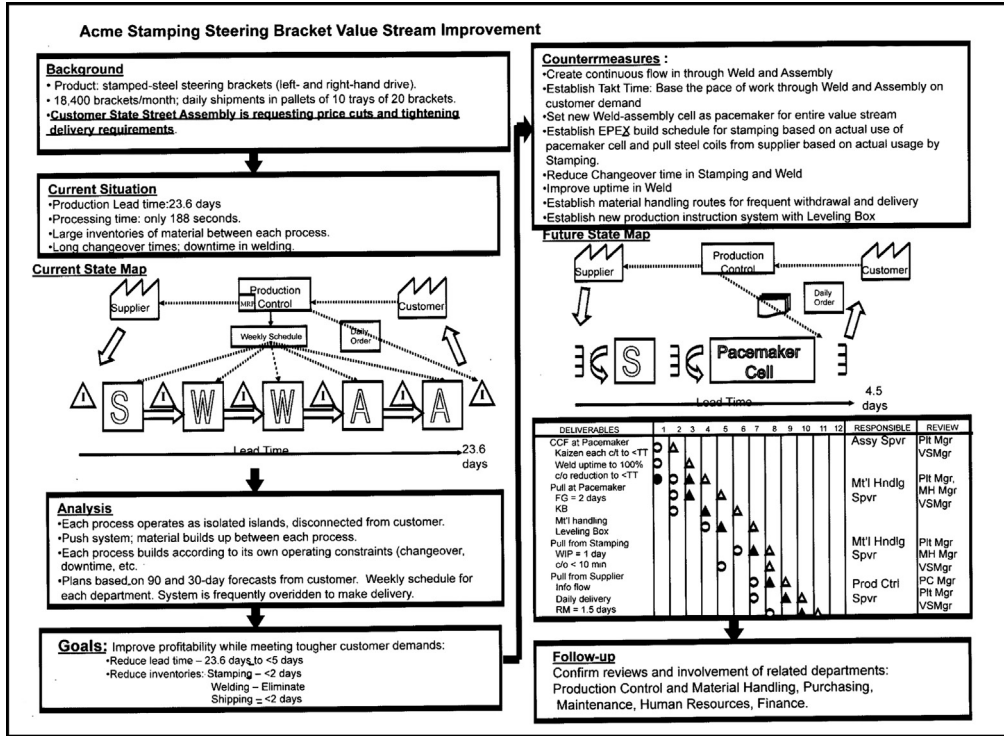 Acme Stamping Steering Bracket Value Stream Improvement
Background
• Product: stamped-steel steering brackets (left- and right-hand drive).
• 18,400 brackets/month; daily shipments in pallets of 10 trays of 20 brackets.
•Customer State Street Assembly is requesting price cuts and tightening
delivery requirements.
Current Situation
•Production Lead time:23.6 days
•Processing time: only 188 seconds.
•Large inventories of material between each process.
•Long changeover times; downtime in welding.
Current State Map
Supplier
MRP
Production
Control
Customer
Weekly Schedule
Daily
Order
I S I W I W I A I A I
Lead Time
23.6
days
Analysis
•Each process operates as isolated islands, disconnected from customer.
•Push system; material builds up between each process.
•Each process builds according to its own operating constraints (changeover,
downtime, etc.
•Plans based on 90 and 30-day forecasts from customer. Weekly schedule for
each department. System is frequently overidden to make delivery.
Goals: Improve profitability while meeting tougher customer demands:
•Reduce lead time – 23.6 days to <5 days
•Reduce inventories: Stamping – <2 days
Welding – Eliminate
Shipping = <2 days
Counterrmeasures :
•Create continuous flow in through Weld and Assembly
•Establish Takt Time: Base the pace of work through Weld and Assembly on
customer demand
•Set new Weld-assembly cell as pacemaker for entire value stream
•Establish EPEX build schedule for stamping based on actual use of
pacemaker cell and pull steel coils from supplier based on actual usage by
Stamping.
•Reduce Changeover time in Stamping and Weld
•Improve uptime in Weld
•Establish material handling routes for frequent withdrawal and delivery
•Establish new production instruction system with Leveling Box
Future State Map
Supplier
Production
Control
Customer
Daily
Order
S
Pacemaker
Cell
Lead Time
4.5
days
DELIVERABLES 1 2 3 4 5 6 7 8 9 10 11 12 RESPONSIBLE REVIEW
CCF at Pacemaker Assy Spvr Plt Mgr
Kaizen each c/t to <TT VSMgr
Weld uptime to 100%
c/o reduction to <TT
Pull at Pacemaker Mt'l Hndlg Plt Mgr,
FG = 2 days Spvr MH Mgr
KB VSMgr
Mt'l handling
Leveling Box
Pull from Stamping Mt'l Hndlg Plt Mgr
WIP = 1 day Spvr MH Mgr
c/o < 10 min VSMgr
Pull from Supplier Prod Ctrl PC Mgr
Info flow Spvr Plt Mgr
Daily delivery VSMgr
RM = 1.5 days
Follow-up
Confirm reviews and involvement of related departments:
Production Control and Material Handling, Purchasing,
Maintenance, Human Resources, Finance.